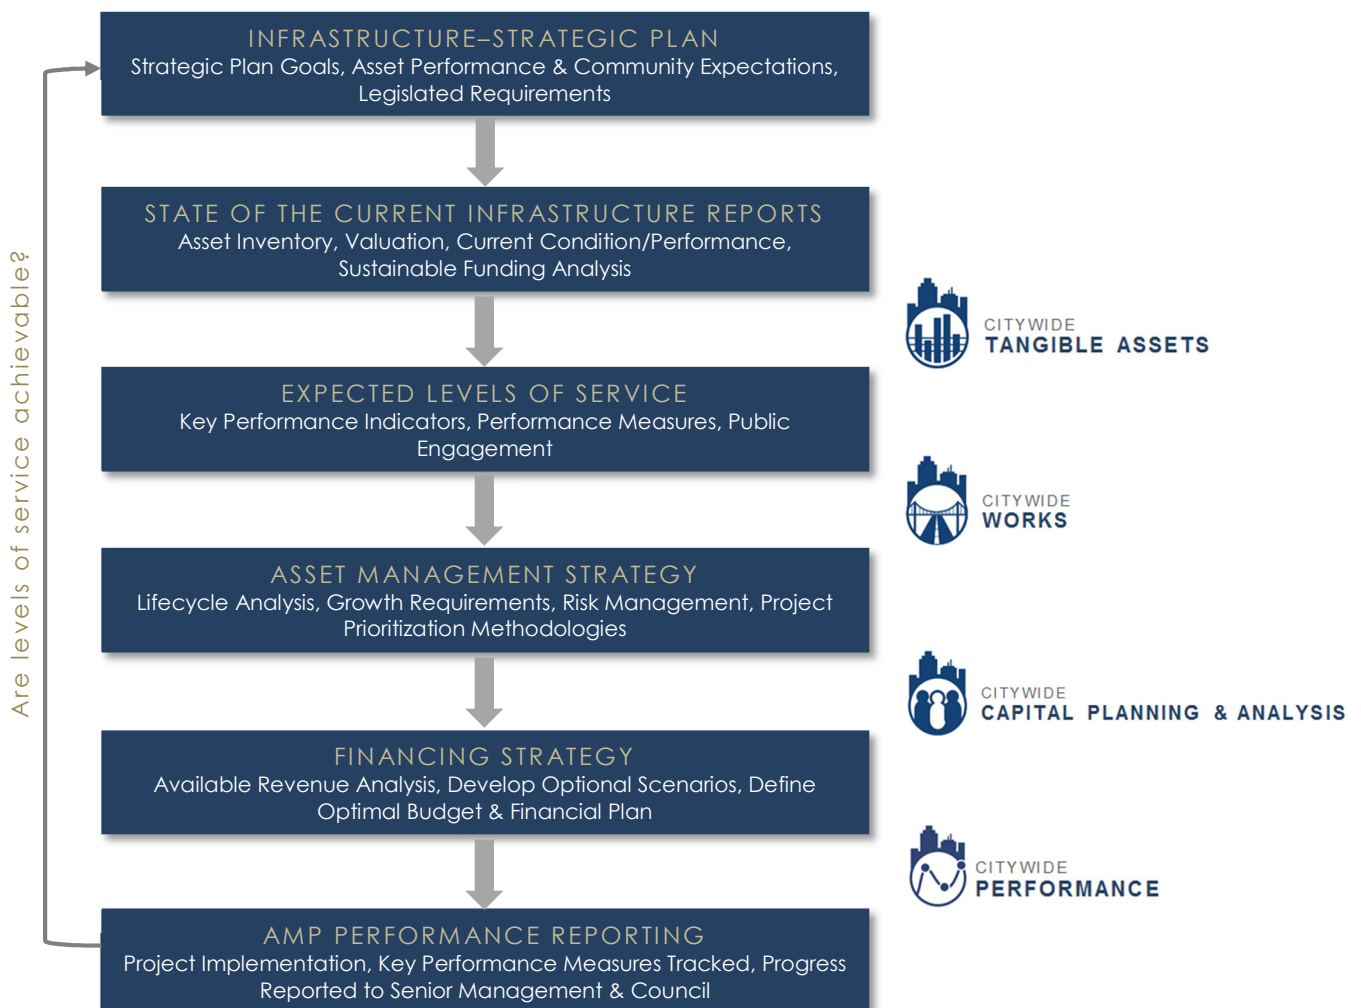 INFRASTRUCTURE–STRATEGIC PLAN
Strategic Plan Goals, Asset Performance & Community Expectations,
Legislated Requirements
STATE OF THE CURRENT INFRASTRUCTURE REPORTS
Asset Inventory, Valuation, Current Condition/Performance,
Sustainable Funding Analysis
EXPECTED LEVELS OF SERVICE
Key Performance Indicators, Performance Measures, Public
Engagement
ASSET MANAGEMENT STRATEGY
Lifecycle Analysis, Growth Requirements, Risk Management, Project
Prioritization Methodologies
FINANCING STRATEGY
Available Revenue Analysis, Develop Optional Scenarios, Define
Optimal Budget & Financial Plan
AMP PERFORMANCE REPORTING
Project Implementation, Key Performance Measures Tracked, Progress
Reported to Senior Management & Council
Are levels of service achievable?
CITYWIDE
TANGIBLE ASSETS
CITYWIDE
WORKS
CITYWIDE
CAPITAL PLANNING & ANALYSIS
CITYWIDE
PERFORMANCE